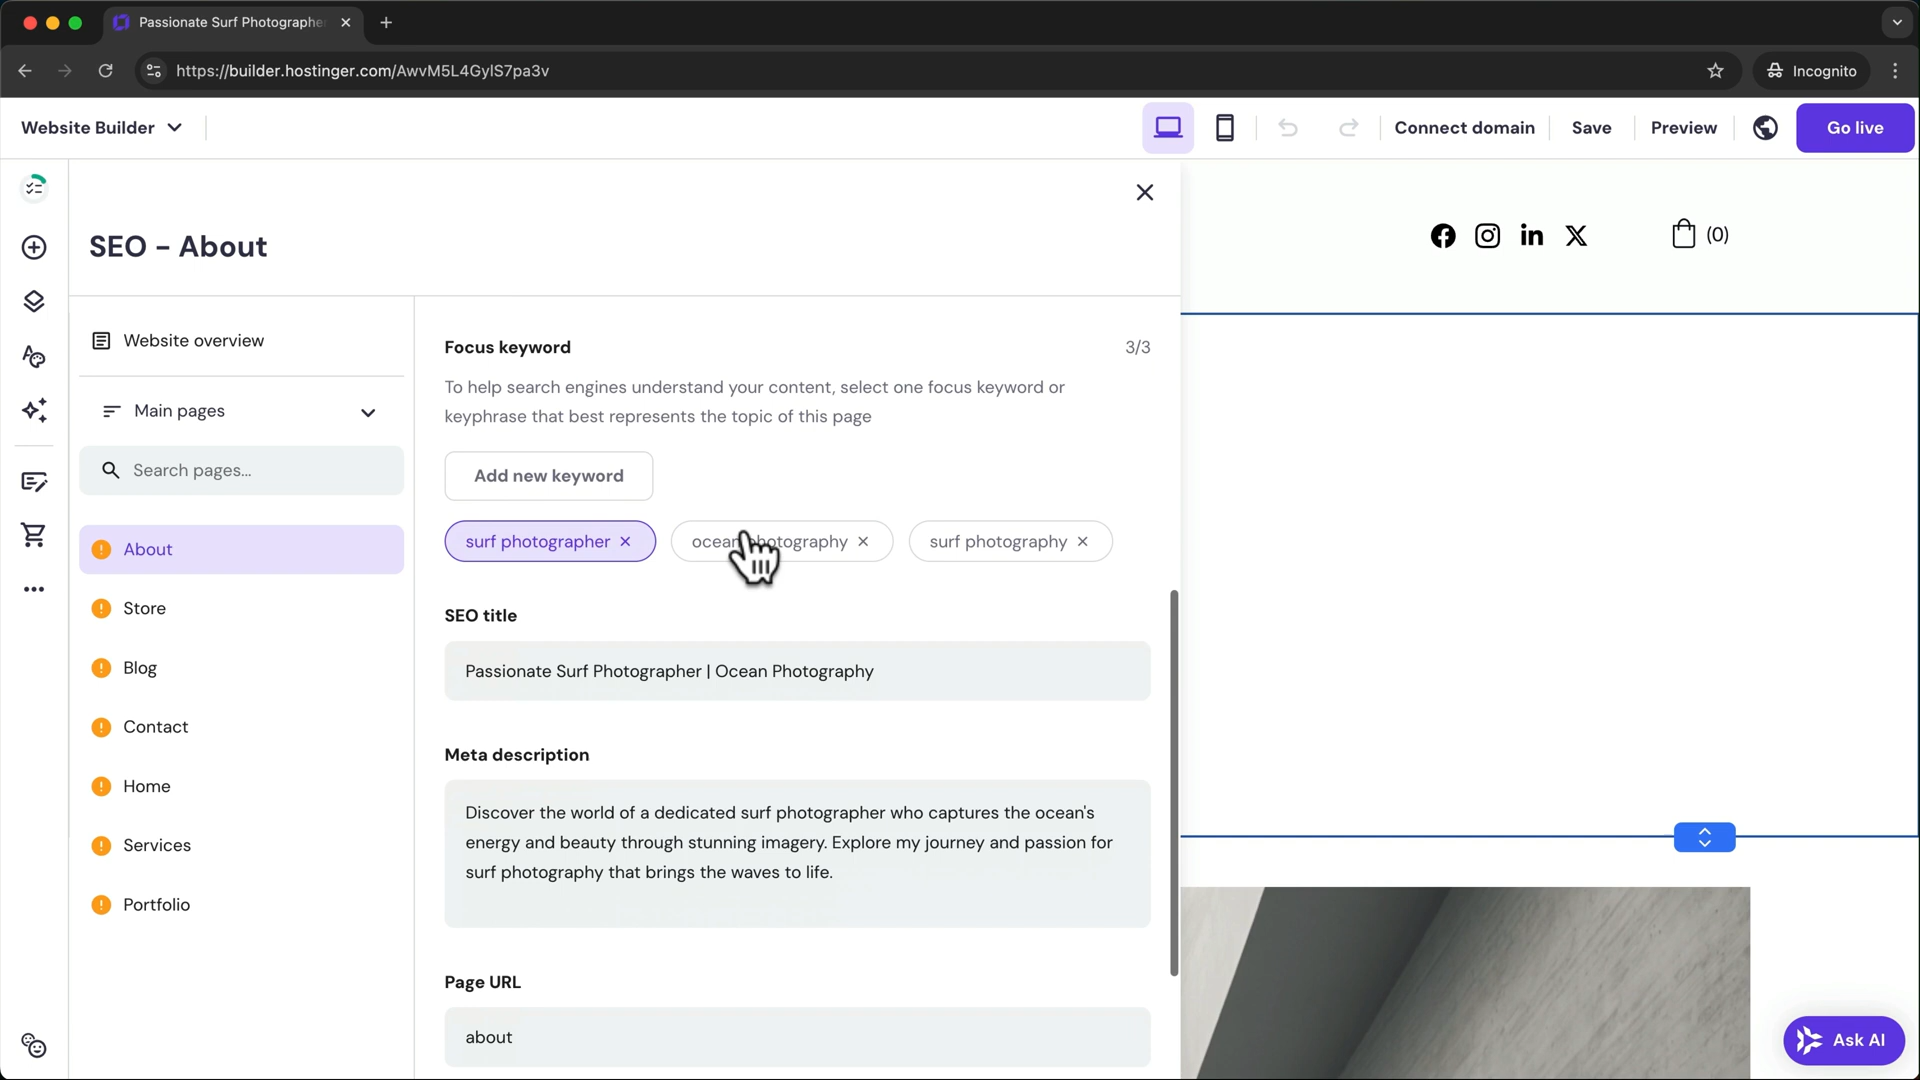 Passionate Surf Photographe
https://builder.hostinger.com/AwvM5L4GylS7pa3v
Incognito
Website Builder
Connect domain
Save
Preview
Go live
SEO – About
(0)
Website overview
Main pages
Search pages...
About
Store
Blog
Contact
Home
Services
Portfolio
Focus keyword
3/3
To help search engines understand your content, select one focus keyword or
keyphrase that best represents the topic of this page
Add new keyword
surf photographer
ocean photography
surf photography
SEO title
Passionate Surf Photographer | Ocean Photography
Meta description
Discover the world of a dedicated surf photographer who captures the ocean's
energy and beauty through stunning imagery. Explore my journey and passion for
surf photography that brings the waves to life.
Page URL
about
Ask AI